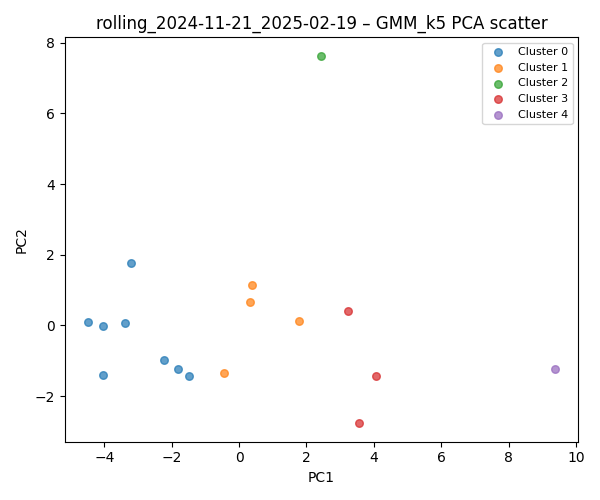 rolling_2024-11-21_2025-02-19 – GMM_k5 PCA scatter
8
6
4
2
0
−2
PC2
Cluster 0
Cluster 1
Cluster 2
Cluster 3
Cluster 4
−4 −2 0 2 4 6 8 10
PC1